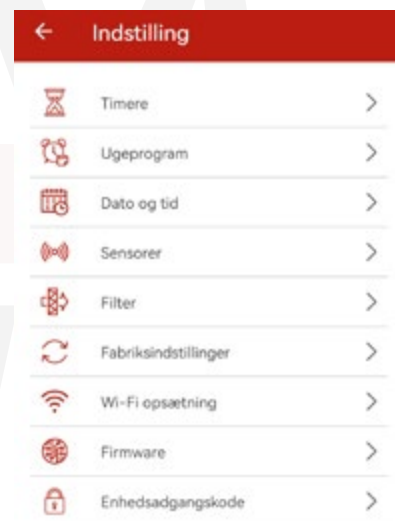 Indstilling
Timere
Ugeprogram
Dato og tid
Sensorer
Filter
Fabriksindstillinger
Wi-Fi opsætning
Firmware
Enhedsadgangskode